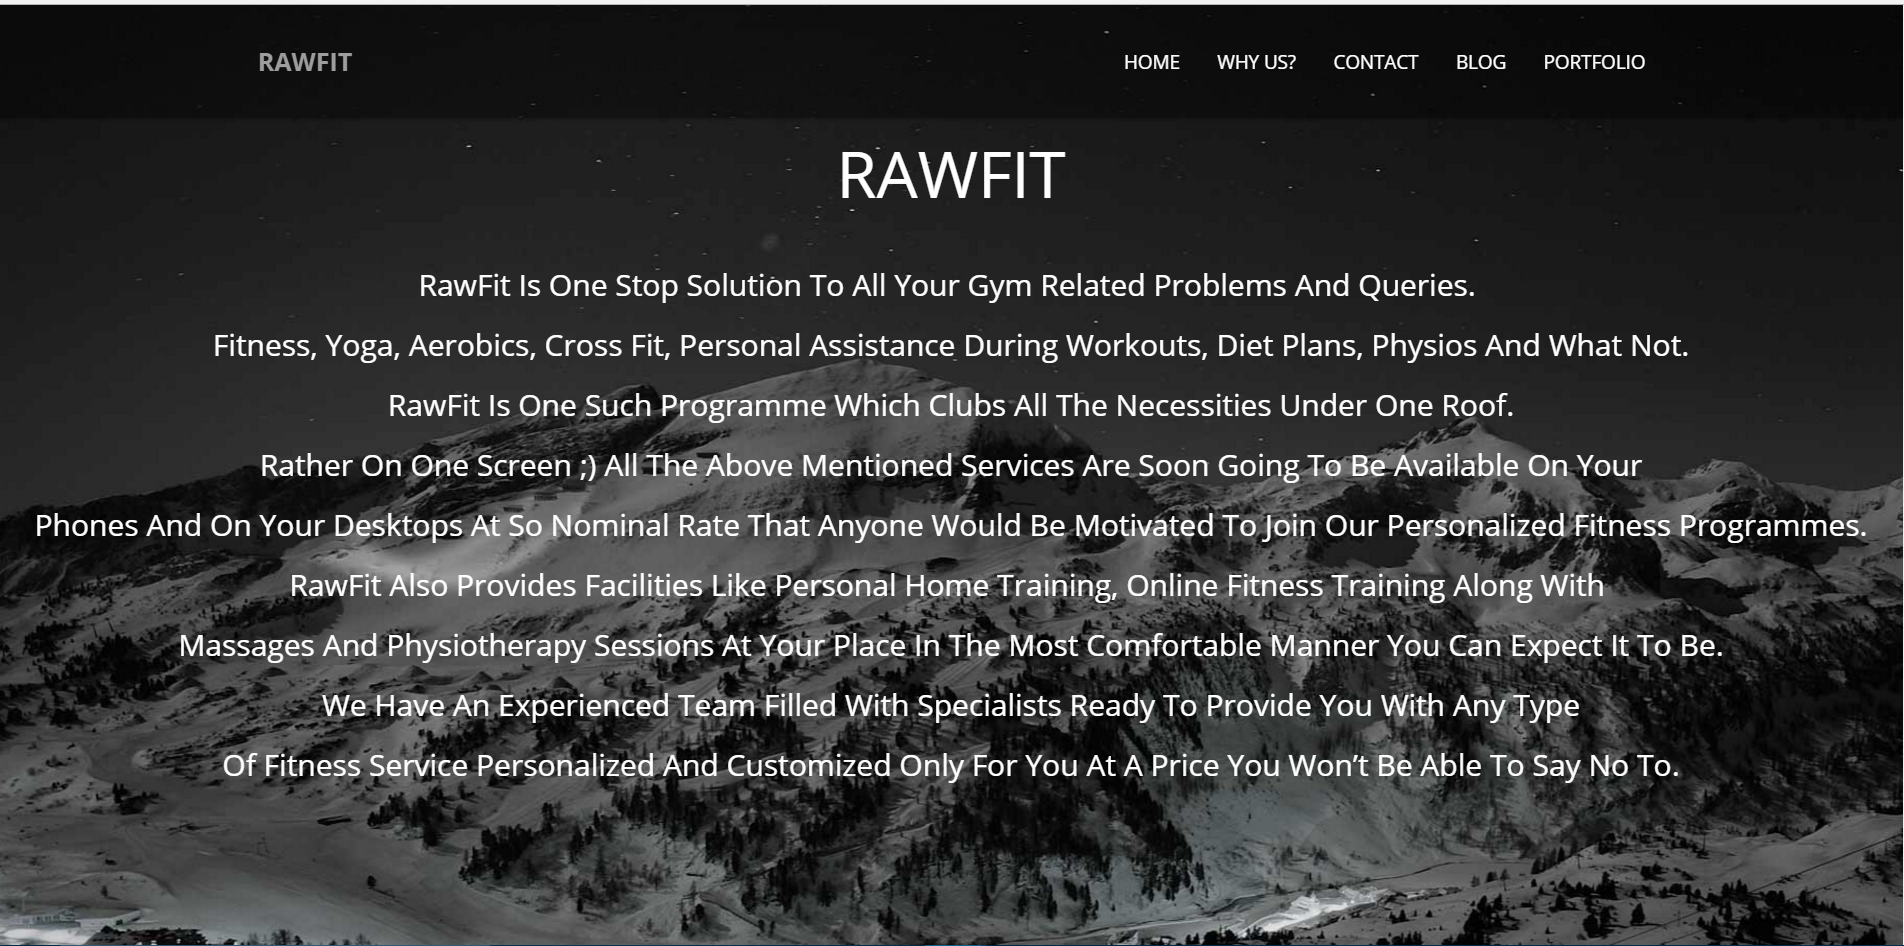 RAWFIT
HOME WHY US? CONTACT BLOG PORTFOLIO
RAWFIT
RawFit Is One Stop Solution To All Your Gym Related Problems And Queries.
Fitness, Yoga, Aerobics, Cross Fit, Personal Assistance During Workouts, Diet Plans, Physios And What Not.
RawFit Is One Such Programme Which Clubs All The Necessities Under One Roof.
Rather On One Screen ;) All The Above Mentioned Services Are Soon Going To Be Available On Your
Phones And On Your Desktops At So Nominal Rate That Anyone Would Be Motivated To Join Our Personalized Fitness Programmes.
RawFit Also Provides Facilities Like Personal Home Training, Online Fitness Training Along With
Massages And Physiotherapy Sessions At Your Place In The Most Comfortable Manner You Can Expect It To Be.
We Have An Experienced Team Filled With Specialists Ready To Provide You With Any Type
Of Fitness Service Personalized And Customized Only For You At A Price You Won’t Be Able To Say No To.